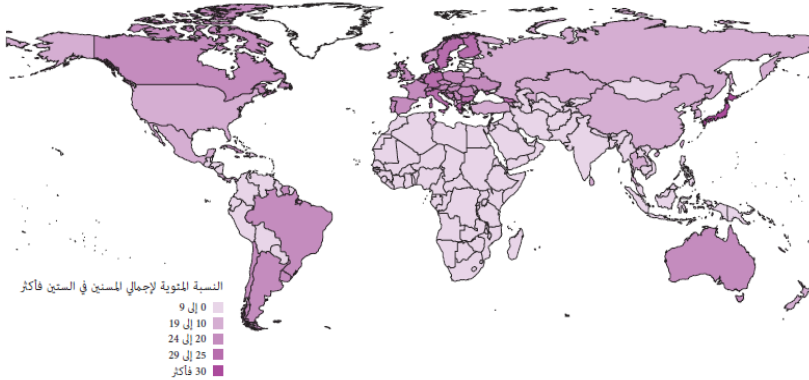 النسبة المئوية لإجمالي المسنين في الستين فأكثر
0 إلى 9
10 إلى 19
20 إلى 24
25 إلى 29
30 فأكثر